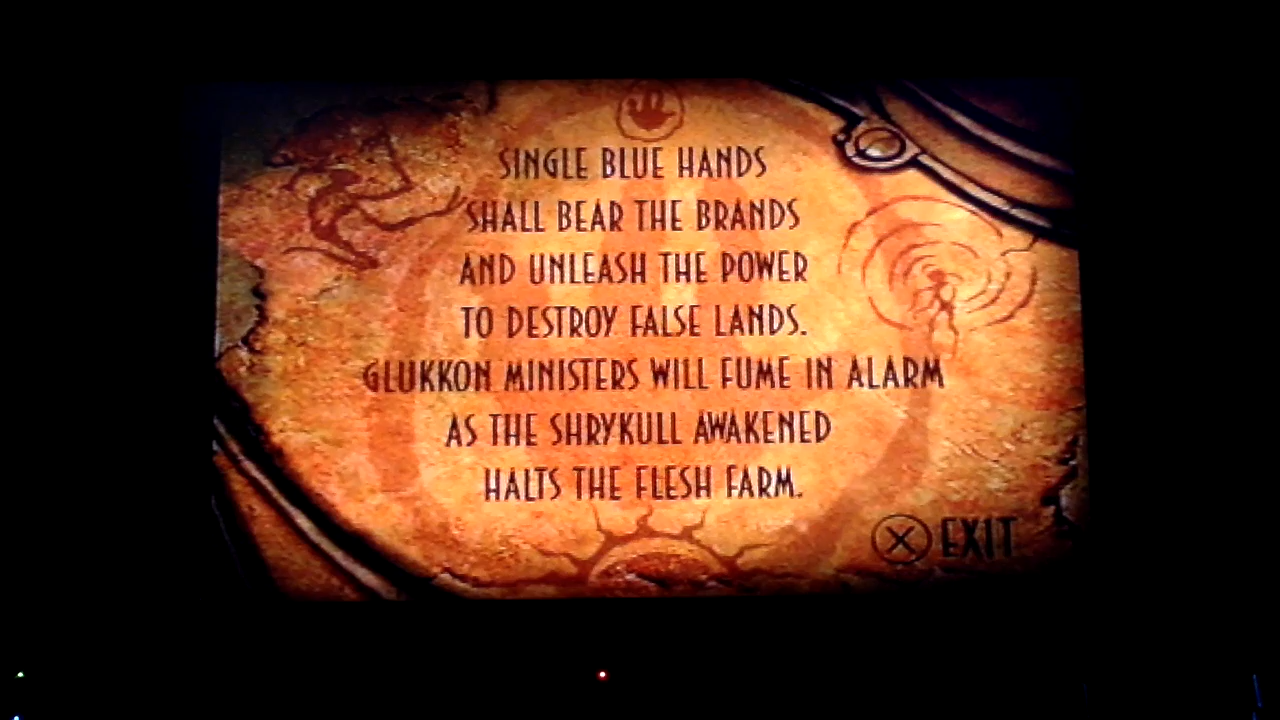 SINGLE BLUE HANDS
SHALL BEAR THE BRANDS
AND UNLEASH THE POWER
TO DESTROY FALSE LANDS.
GLUKKON MINISTERS WILL FUME IN ALARM
AS THE SHRYKULL AWAKENED
HALTS THE FLESH FARM.
EXIT